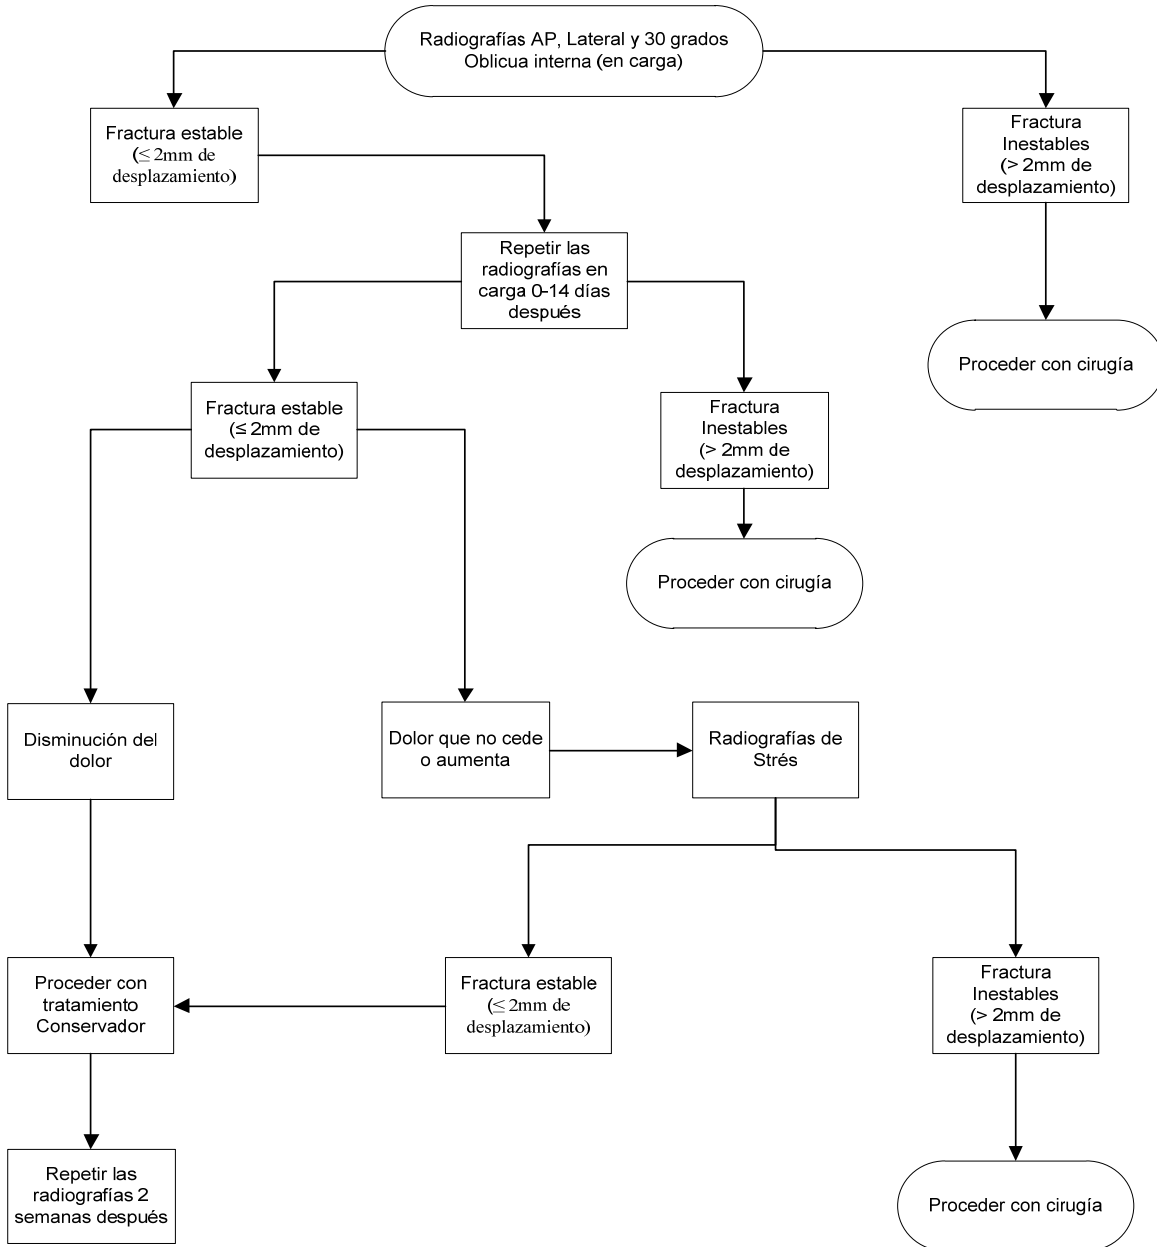 Radiografías AP, Lateral y 30 grados
Oblicua interna (en carga)
Fractura estable
(≤ 2mm de
desplazamiento)
Fractura
Inestables
(> 2mm de
desplazamiento)
Repetir las
radiografías en
carga 0-14 días
después
Proceder con cirugía
Fractura estable
(≤ 2mm de
desplazamiento)
Fractura
Inestables
(> 2mm de
desplazamiento)
Proceder con cirugía
Disminución del
dolor
Dolor que no cede
o aumenta
Radiografías de
Strés
Proceder con
tratamiento
Conservador
Fractura estable
(≤ 2mm de
desplazamiento)
Fractura
Inestables
(> 2mm de
desplazamiento)
Repetir las
radiografías 2
semanas después
Proceder con cirugía